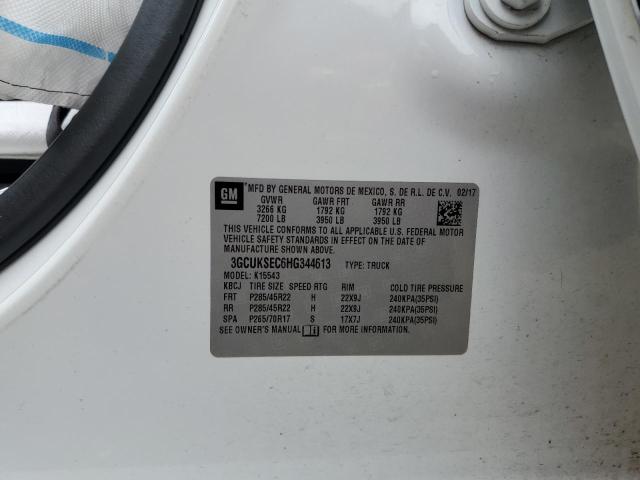 GM MFD BY GENERAL MOTORS DE MEXICO, S. DE R.L. DE C.V. 02/17
GVWR GAWR FRT GAWR RR
3266 KG 1792 KG 1792 KG
7200 LB 3950 LB 3950 LB
THIS VEHICLE CONFORMS TO ALL APPLICABLE U.S. FEDERAL MOTOR
VEHICLE SAFETY STANDARDS IN EFFECT ON THE DATE OF
MANUFACTURE SHOWN ABOVE.
3GCUKSEC6HG344613 TYPE: TRUCK
MODEL: K15543
KBCJ TIRE SIZE SPEED RTG RIM COLD TIRE PRESSURE
FRT P285/45R22 H 22X9J 240KPA(35PSI)
RR P285/45R22 H 22X9J 240KPA(35PSI)
SPA P265/70R17 S 17X7J 240KPA(35PSI)
SEE OWNER'S MANUAL FOR MORE INFORMATION.